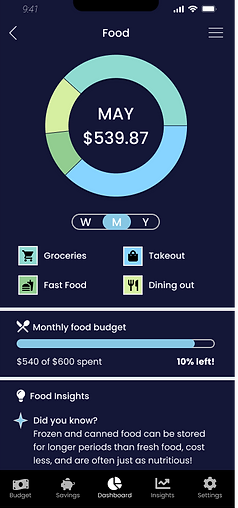 9:41
Food
MAY
$539.87
W M Y
Groceries Takeout
Fast Food Dining out
Monthly food budget
$540 of $600 spent 10% left!
Food Insights
Did you know?
Frozen and canned food can be stored
for longer periods than fresh food, cost
less, and are often just as nutritious!
Budget Savings Dashboard Insights Settings